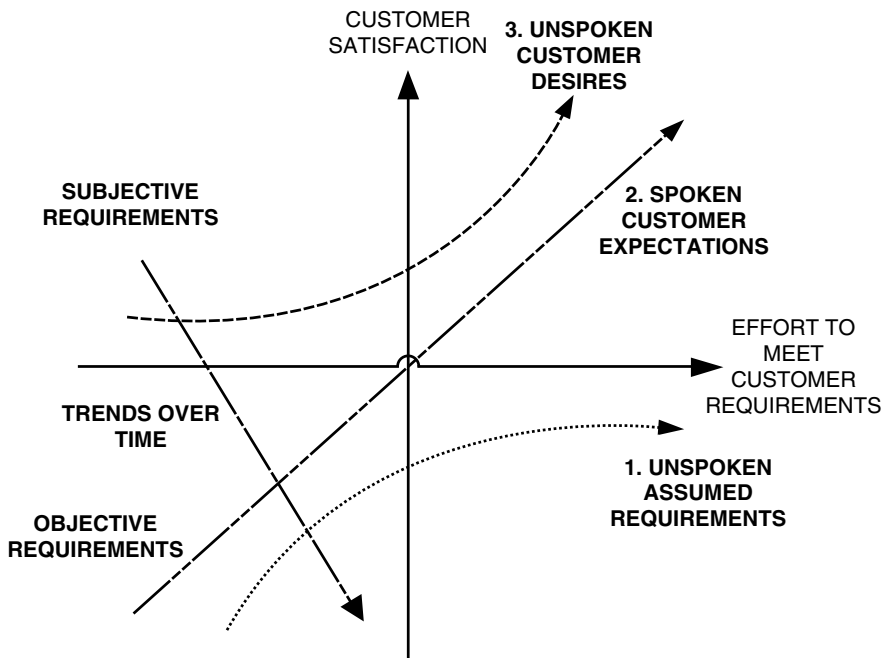 CUSTOMER
SATISFACTION
3. UNSPOKEN
CUSTOMER
DESIRES
SUBJECTIVE
REQUIREMENTS
2. SPOKEN
CUSTOMER
EXPECTATIONS
EFFORT TO
MEET
CUSTOMER
REQUIREMENTS
TRENDS OVER
TIME
1. UNSPOKEN
ASSUMED
REQUIREMENTS
OBJECTIVE
REQUIREMENTS